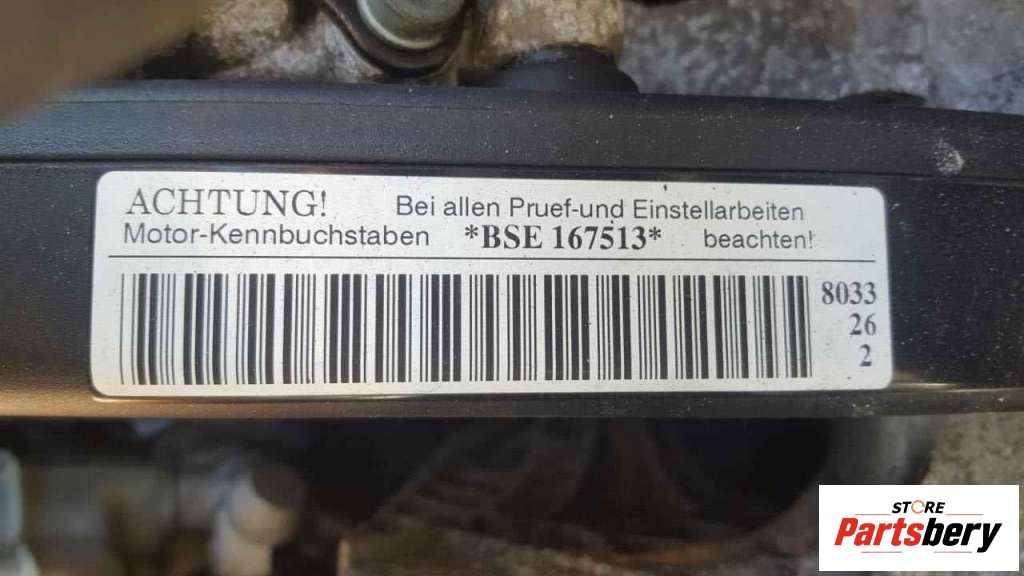 ACHTUNG! Bei allen Pruef-und Einstellarbeiten
Motor-Kennbuchstaben *BSE 167513* beachten!
8033
26
2
STORE
Partsbery